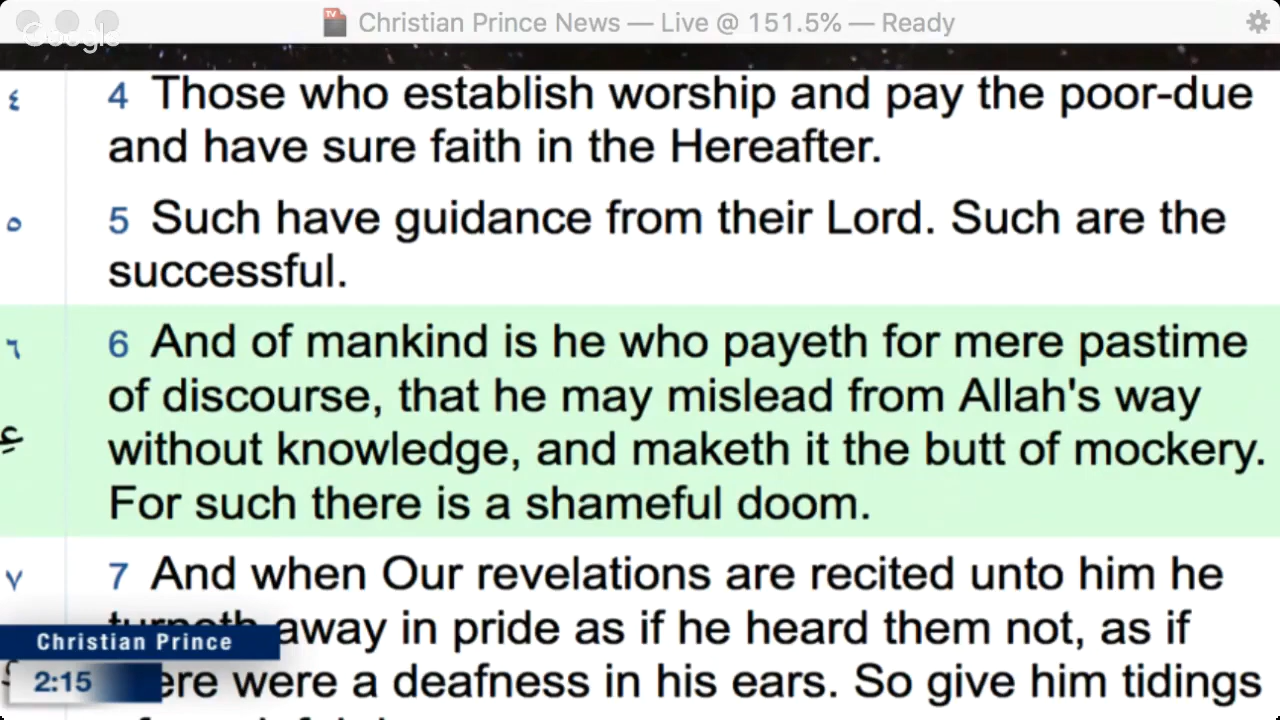 Christian Prince News — Live @ 151.5% — Ready
Google
٤ 4 Those who establish worship and pay the poor-due
and have sure faith in the Hereafter.
٥ 5 Such have guidance from their Lord. Such are the
successful.
٦ 6 And of mankind is he who payeth for mere pastime
of discourse, that he may mislead from Allah's way
without knowledge, and maketh it the butt of mockery.
For such there is a shameful doom.
٧ 7 And when Our revelations are recited unto him he
turneth away in pride as if he heard them not, as if
were a deafness in his ears. So give him tidings
Christian Prince
2:15